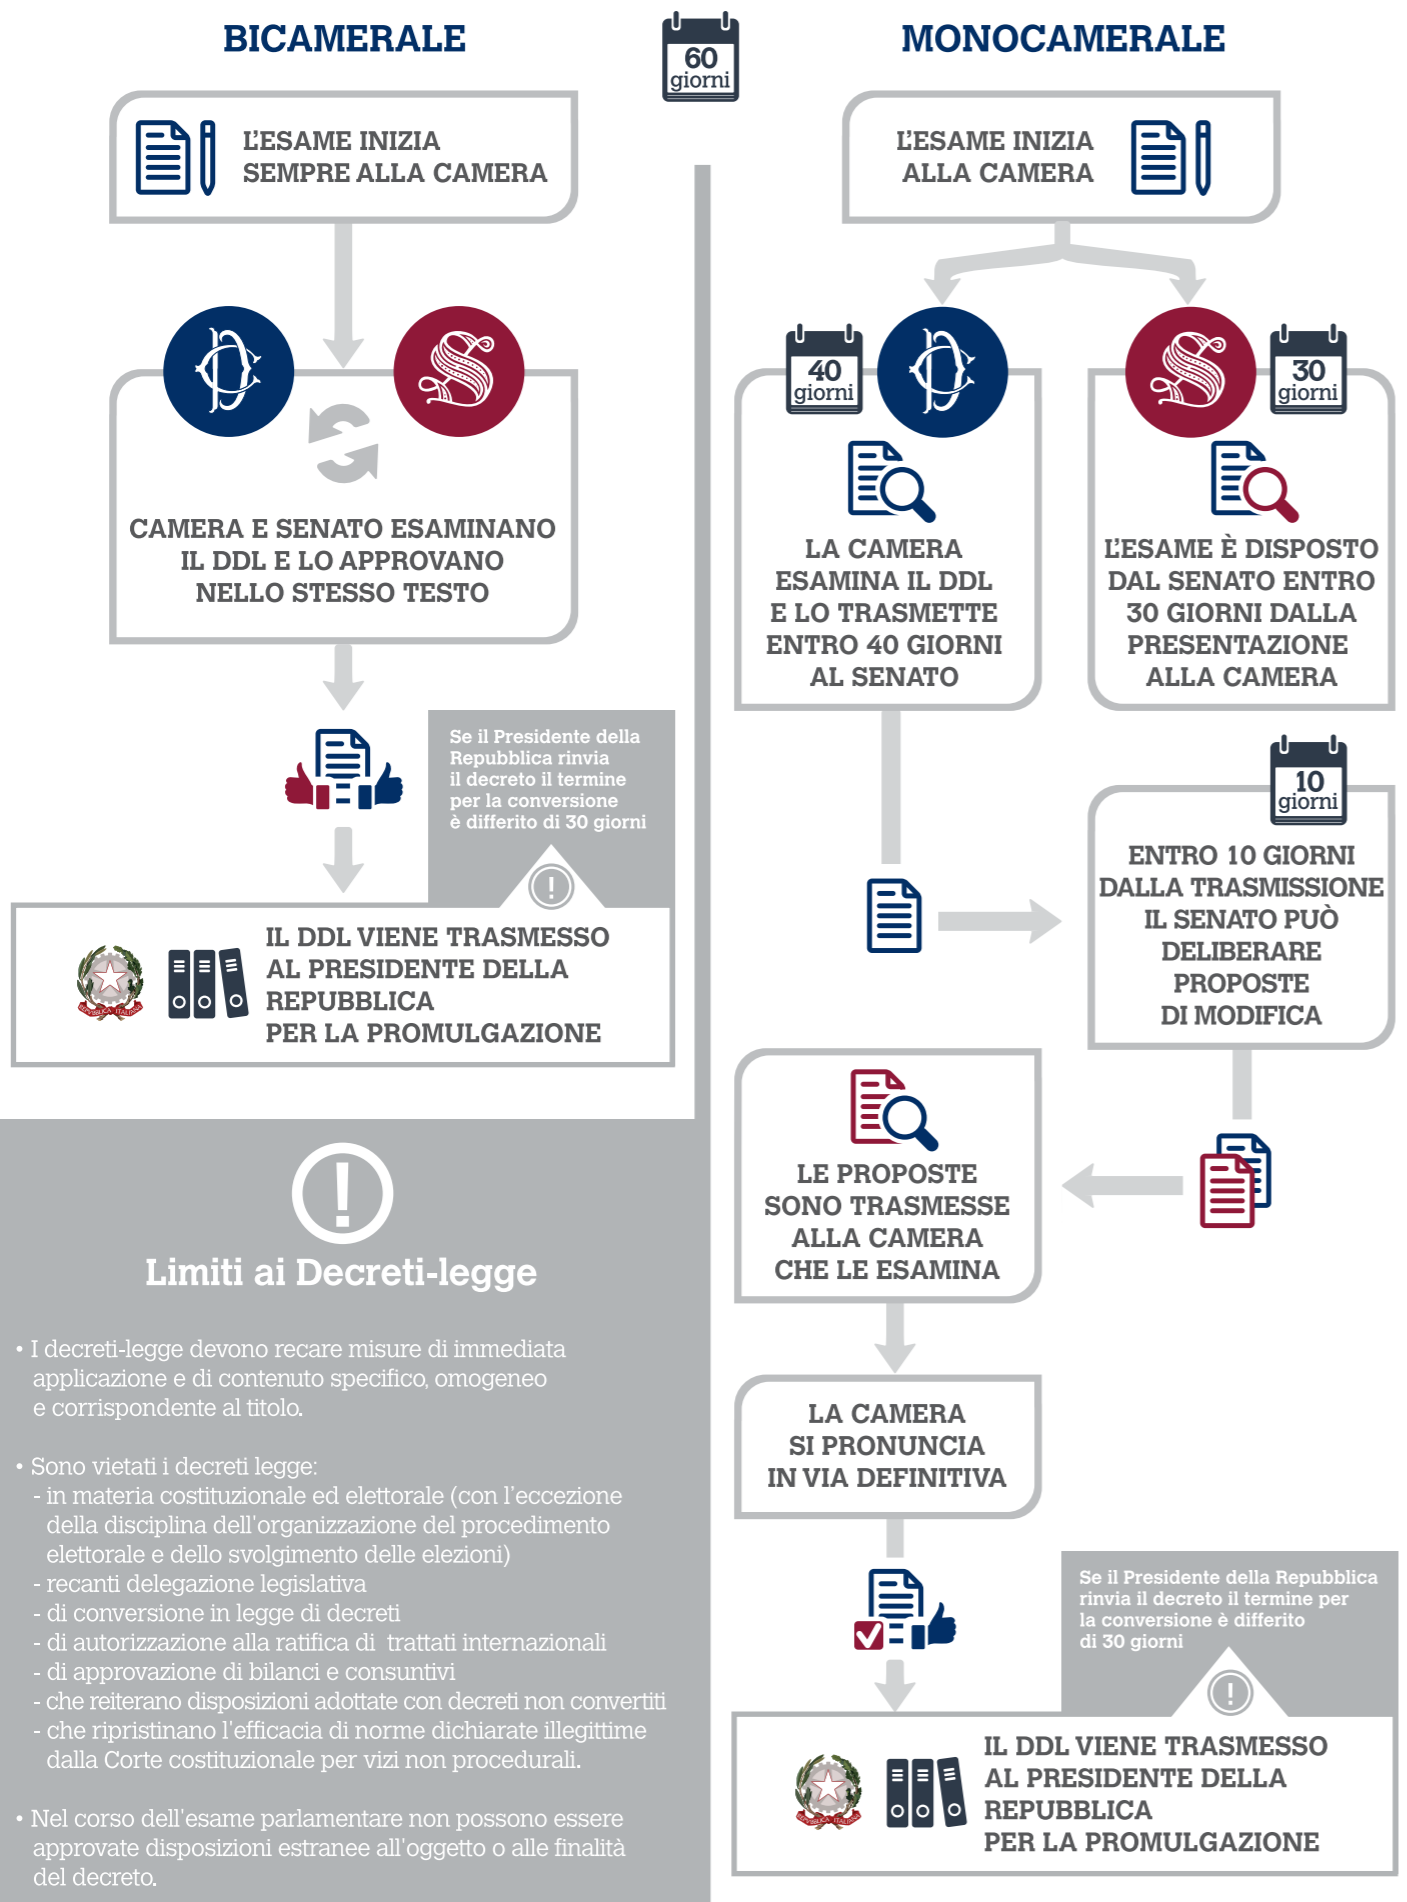 BICAMERALE
60
giorni
MONOCAMERALE
L'ESAME INIZIA
SEMPRE ALLA CAMERA
CAMERA E SENATO ESAMINANO
IL DDL E LO APPROVANO
NELLO STESSO TESTO
Se il Presidente della
Repubblica rinvia
il decreto il termine
per la conversione
è differito di 30 giorni
!
REPVBBLICA ITALIANA
IL DDL VIENE TRASMESSO
AL PRESIDENTE DELLA
REPUBBLICA
PER LA PROMULGAZIONE
!
Limiti ai Decreti-legge
• I decreti-legge devono recare misure di immediata
applicazione e di contenuto specifico, omogeneo
e corrispondente al titolo.
• Sono vietati i decreti legge:
- in materia costituzionale ed elettorale (con l'eccezione
della disciplina dell'organizzazione del procedimento
elettorale e dello svolgimento delle elezioni)
- recanti delegazione legislativa
- di conversione in legge di decreti
- di autorizzazione alla ratifica di trattati internazionali
- di approvazione di bilanci e consuntivi
- che reiterano disposizioni adottate con decreti non convertiti
- che ripristinano l'efficacia di norme dichiarate illegittime
dalla Corte costituzionale per vizi non procedurali.
• Nel corso dell'esame parlamentare non possono essere
approvate disposizioni estranee all'oggetto o alle finalità
del decreto.
L'ESAME INIZIA
ALLA CAMERA
40
giorni
LA CAMERA
ESAMINA IL DDL
E LO TRASMETTE
ENTRO 40 GIORNI
AL SENATO
S
30
giorni
L'ESAME È DISPOSTO
DAL SENATO ENTRO
30 GIORNI DALLA
PRESENTAZIONE
ALLA CAMERA
10
giorni
ENTRO 10 GIORNI
DALLA TRASMISSIONE
IL SENATO PUÒ
DELIBERARE
PROPOSTE
DI MODIFICA
LE PROPOSTE
SONO TRASMESSE
ALLA CAMERA
CHE LE ESAMINA
LA CAMERA
SI PRONUNCIA
IN VIA DEFINITIVA
Se il Presidente della Repubblica
rinvia il decreto il termine per
la conversione è differito
di 30 giorni
!
REPVBBLICA ITALIANA
IL DDL VIENE TRASMESSO
AL PRESIDENTE DELLA
REPUBBLICA
PER LA PROMULGAZIONE